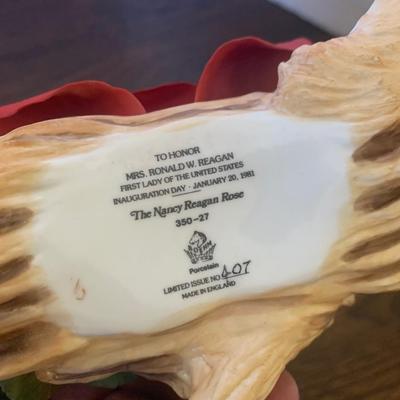 TO HONOR
MRS. RONALD W. REAGAN
FIRST LADY OF THE UNITED STATES
INAUGURATION DAY - JANUARY 20, 1981
The Nancy Reagan Rose
350-27
Porcelain
LIMITED ISSUE NO 407
MADE IN ENGLAND